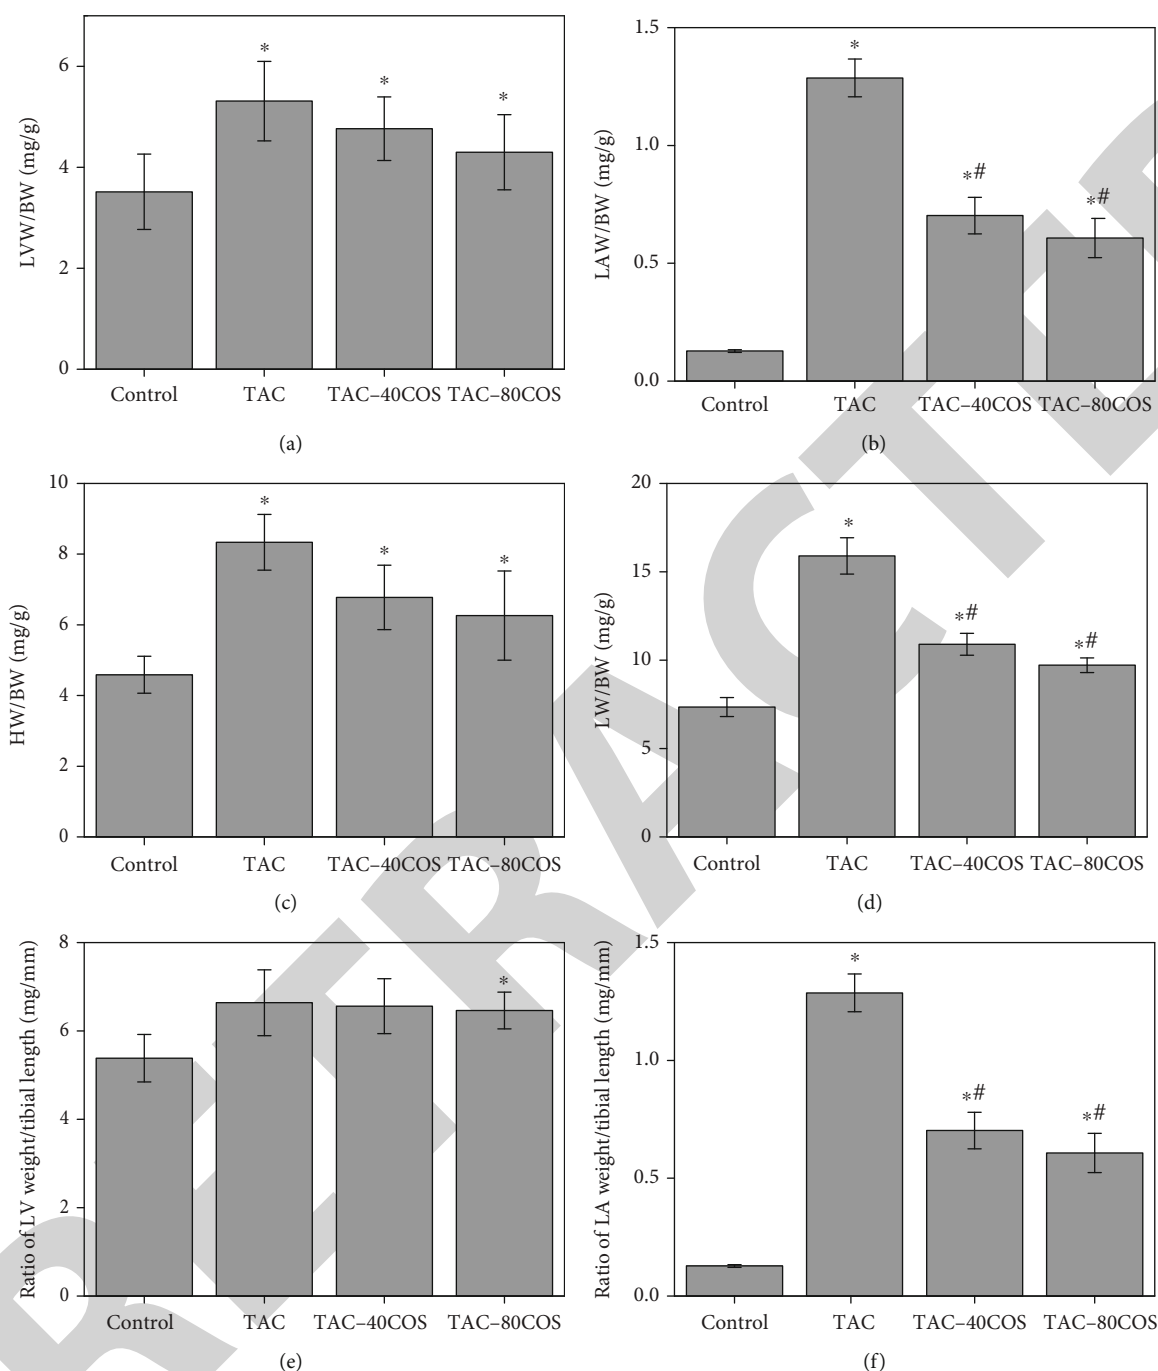 LVW/BW (mg/g)
6
4
2
0
*
*
*
Control
TAC
TAC–40COS
TAC–80COS
(a)
LAW/BW (mg/g)
1.5
1.0
0.5
0.0
*
*#
*#
Control
TAC
TAC–40COS
TAC–80COS
(b)
HW/BW (mg/g)
10
8
6
4
2
0
*
*
*
Control
TAC
TAC–40COS
TAC–80COS
(c)
LW/BW (mg/g)
20
15
10
5
0
*
*#
*#
Control
TAC
TAC–40COS
TAC–80COS
(d)
Ratio of LV weight/tibial length (mg/mm)
8
6
4
2
0
*
Control
TAC
TAC–40COS
TAC–80COS
(e)
Ratio of LA weight/tibial length (mg/mm)
1.5
1.0
0.5
0.0
*
*#
*#
Control
TAC
TAC–40COS
TAC–80COS
(f)
RETRACTED